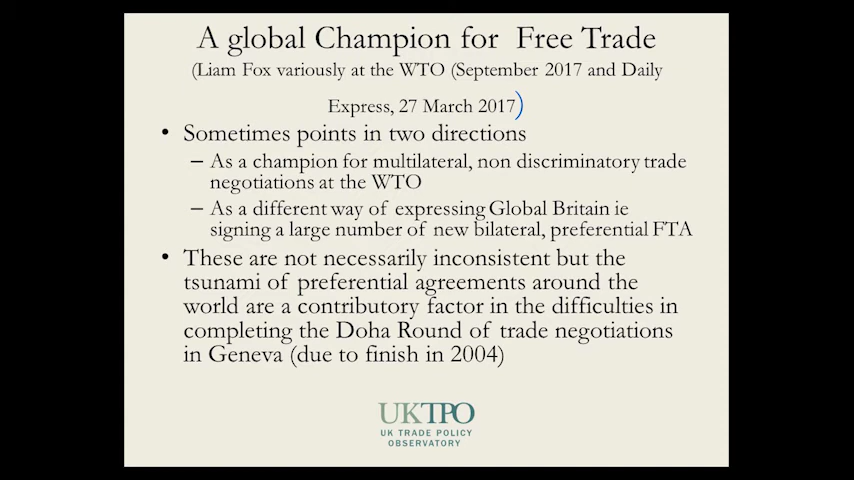 A global Champion for Free Trade
(Liam Fox variously at the WTO (September 2017 and Daily
Express, 27 March 2017)
• Sometimes points in two directions
– As a champion for multilateral, non discriminatory trade
negotiations at the WTO
– As a different way of expressing Global Britain ie
signing a large number of new bilateral, preferential FTA
• These are not necessarily inconsistent but the
tsunami of preferential agreements around the
world are a contributory factor in the difficulties in
completing the Doha Round of trade negotiations
in Geneva (due to finish in 2004)
UKTPO
UK TRADE POLICY
OBSERVATORY